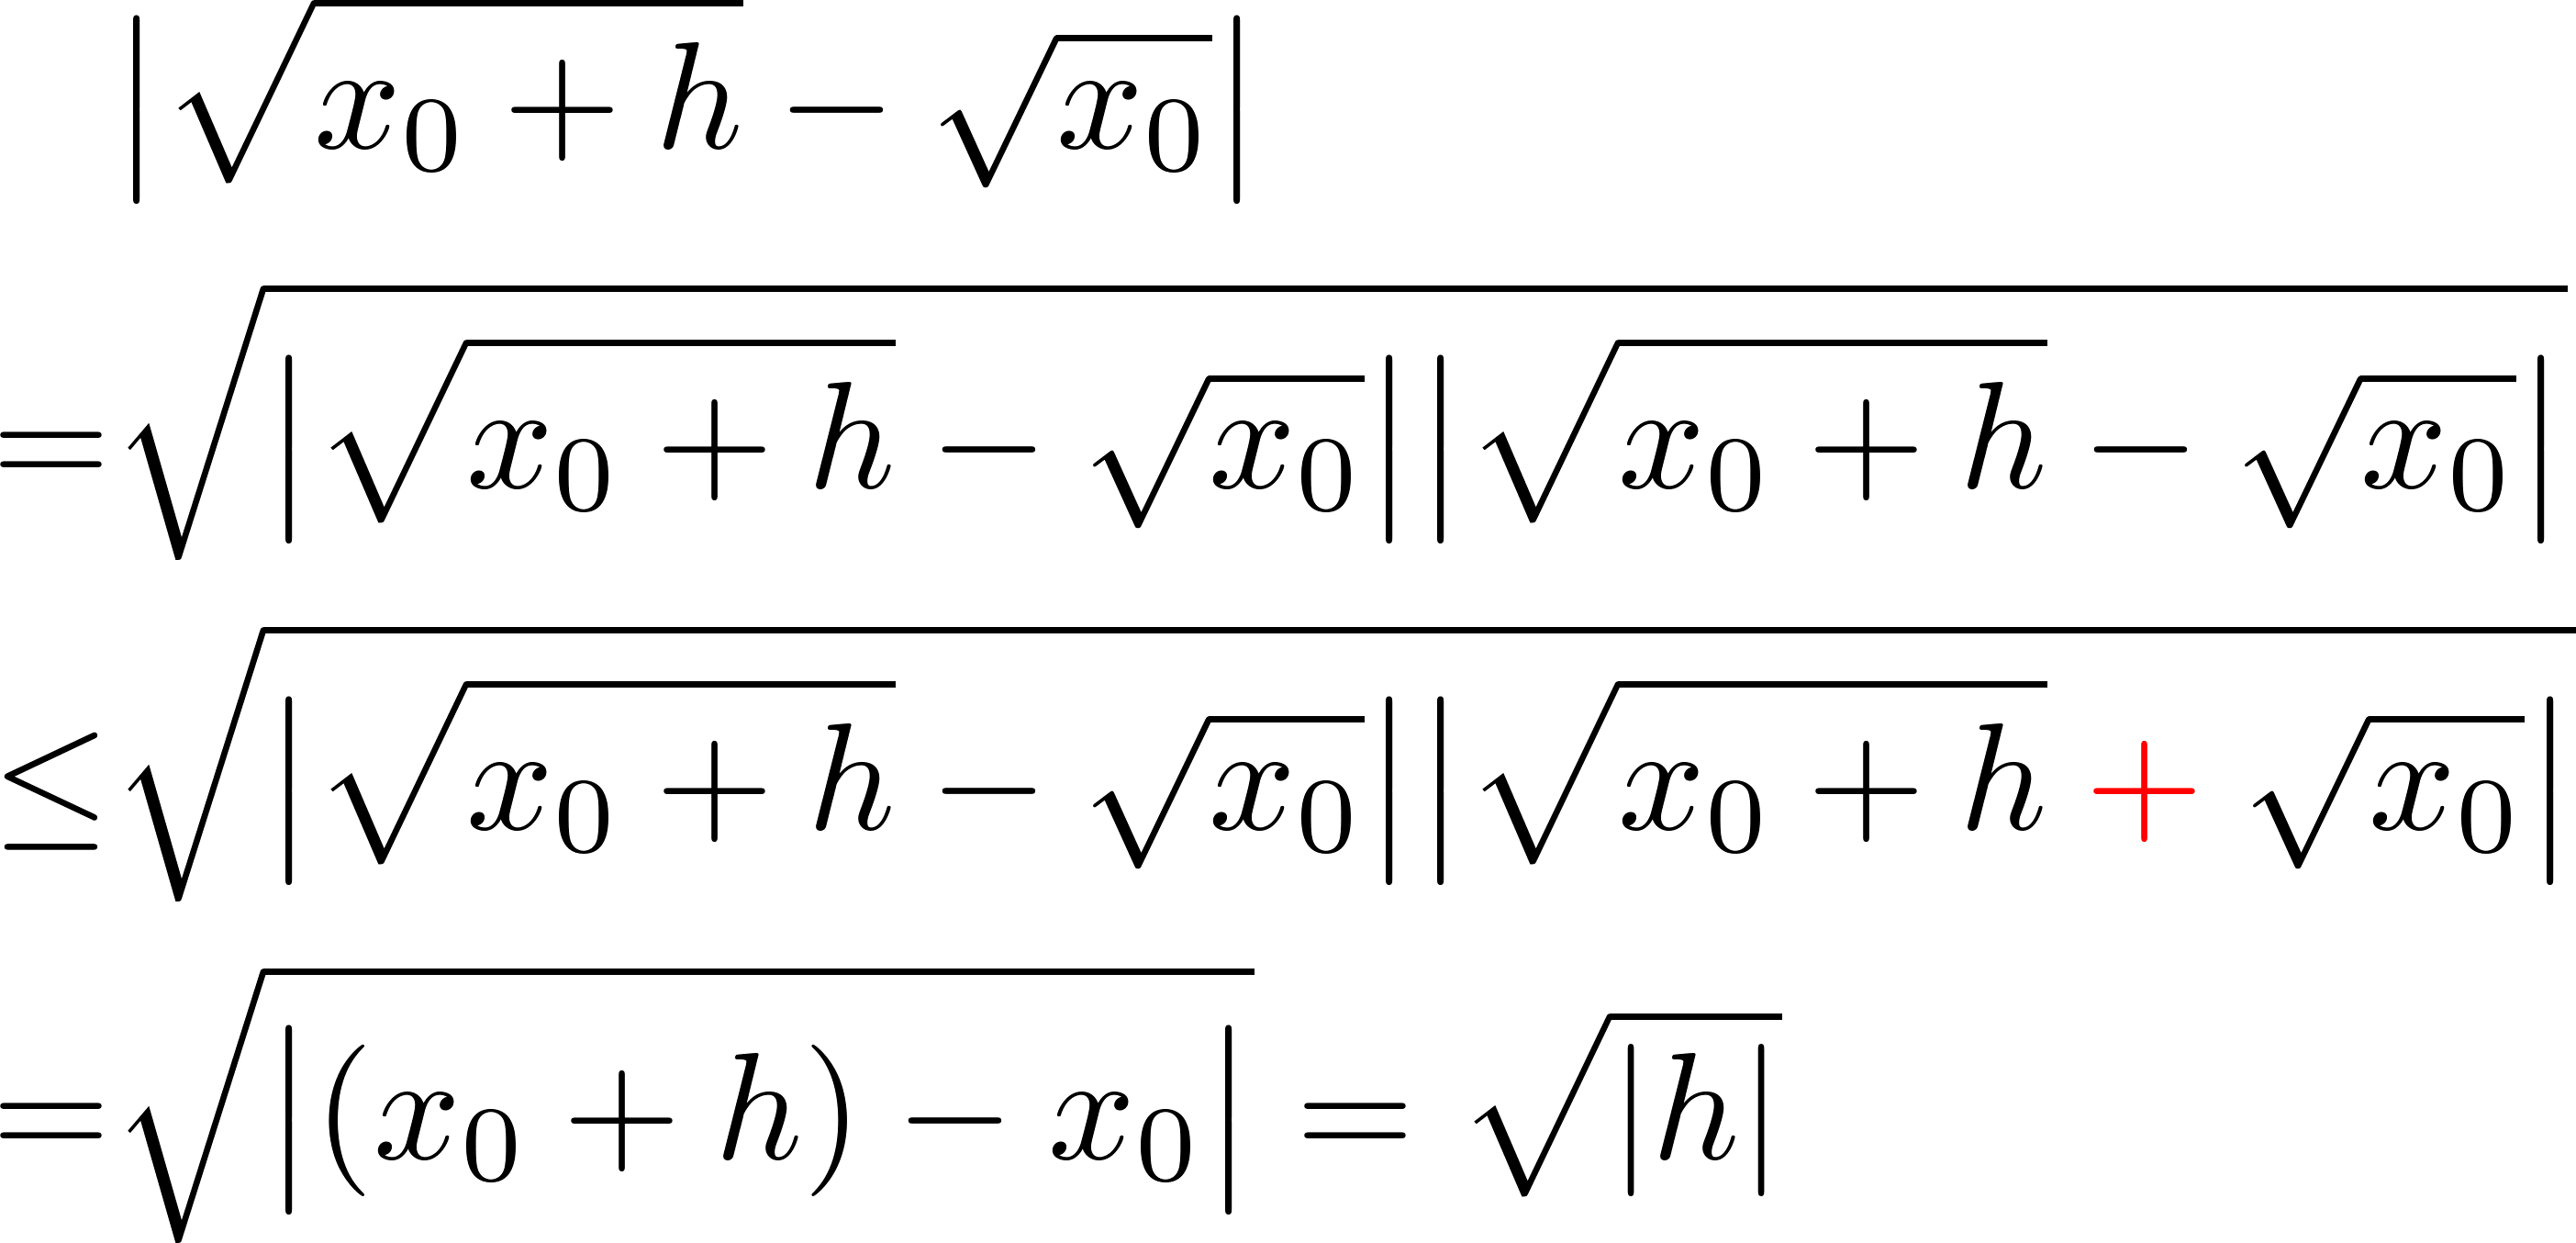 |√(x₀ + h) − √x₀|
= √(|√(x₀ + h) − √x₀| |√(x₀ + h) − √x₀|)
≤ √(|√(x₀ + h) − √x₀| |√(x₀ + h) + √x₀|)
= √|(x₀ + h) − x₀| = √|h|